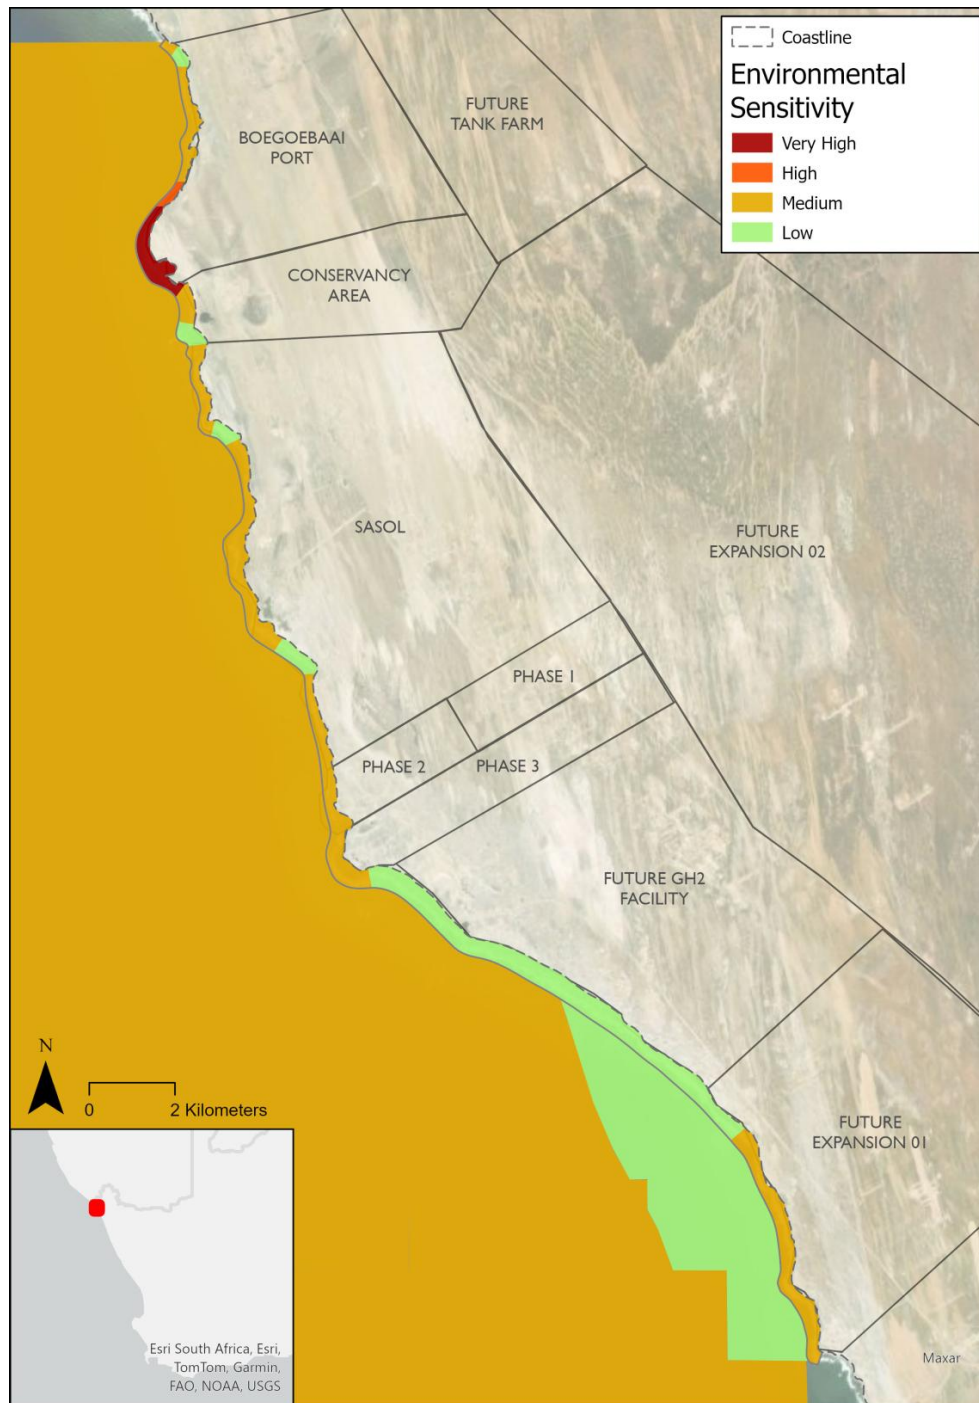 Coastline
Environmental
Sensitivity
Very High
High
Medium
Low
FUTURE
TANK FARM
BOEGOEBAAI
PORT
CONSERVANCY
AREA
SASOL
FUTURE
EXPANSION 02
PHASE 1
PHASE 2
PHASE 3
FUTURE GH2
FACILITY
FUTURE
EXPANSION 01
N
0 2 Kilometers
Esri South Africa, Esri,
TomTom, Garmin,
FAO, NOAA, USGS
Maxar